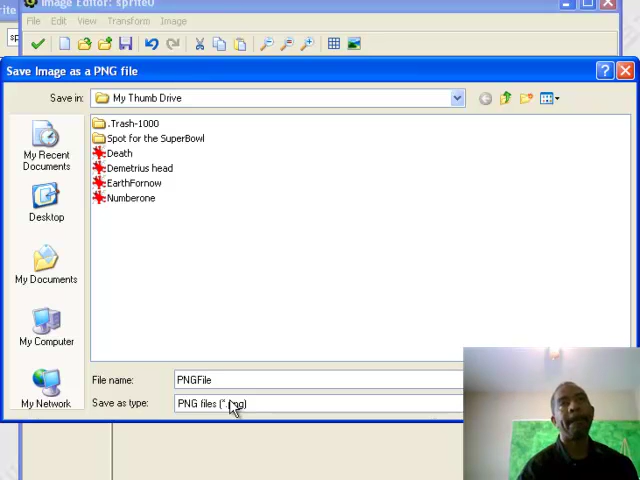 Image Editor: sprite0
File Edit View Transform Image
Save Image as a PNG file
Save in: My Thumb Drive
.Trash-1000
Spot for the SuperBowl
Death
Demetrius head
EarthFornow
Numberone
My Recent
Documents
Desktop
My Documents
My Computer
My Network
File name: PNGFile
Save as type: PNG files (*.png)